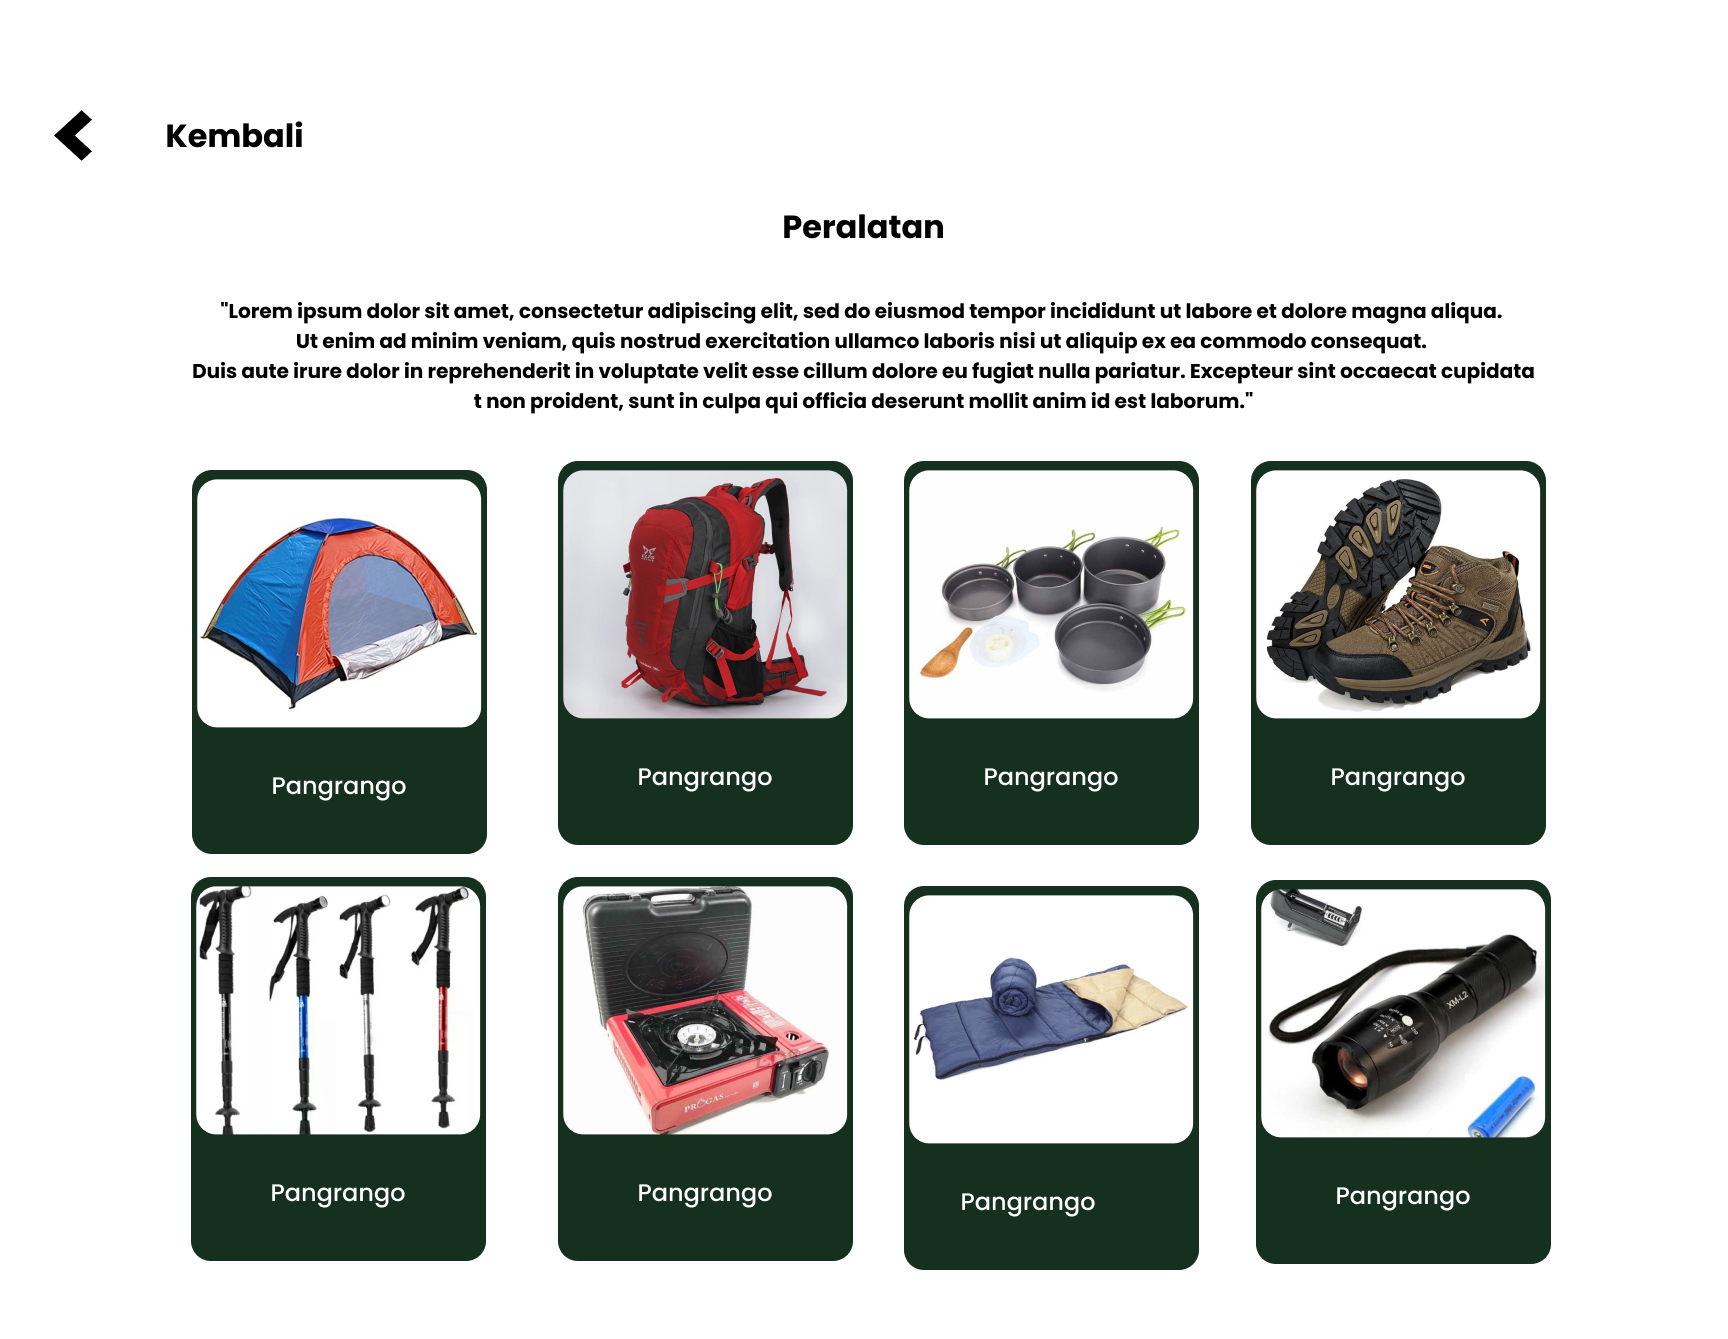 Kembali
Peralatan
"Lorem ipsum dolor sit amet, consectetur adipiscing elit, sed do eiusmod tempor incididunt ut labore et dolore magna aliqua.
Ut enim ad minim veniam, quis nostrud exercitation ullamco laboris nisi ut aliquip ex ea commodo consequat.
Duis aute irure dolor in reprehenderit in voluptate velit esse cillum dolore eu fugiat nulla pariatur. Excepteur sint occaecat cupidata
t non proident, sunt in culpa qui officia deserunt mollit anim id est laborum."
Pangrango
Pangrango
Pangrango
Pangrango
PROGAS
XM-L2
Pangrango
Pangrango
Pangrango
Pangrango